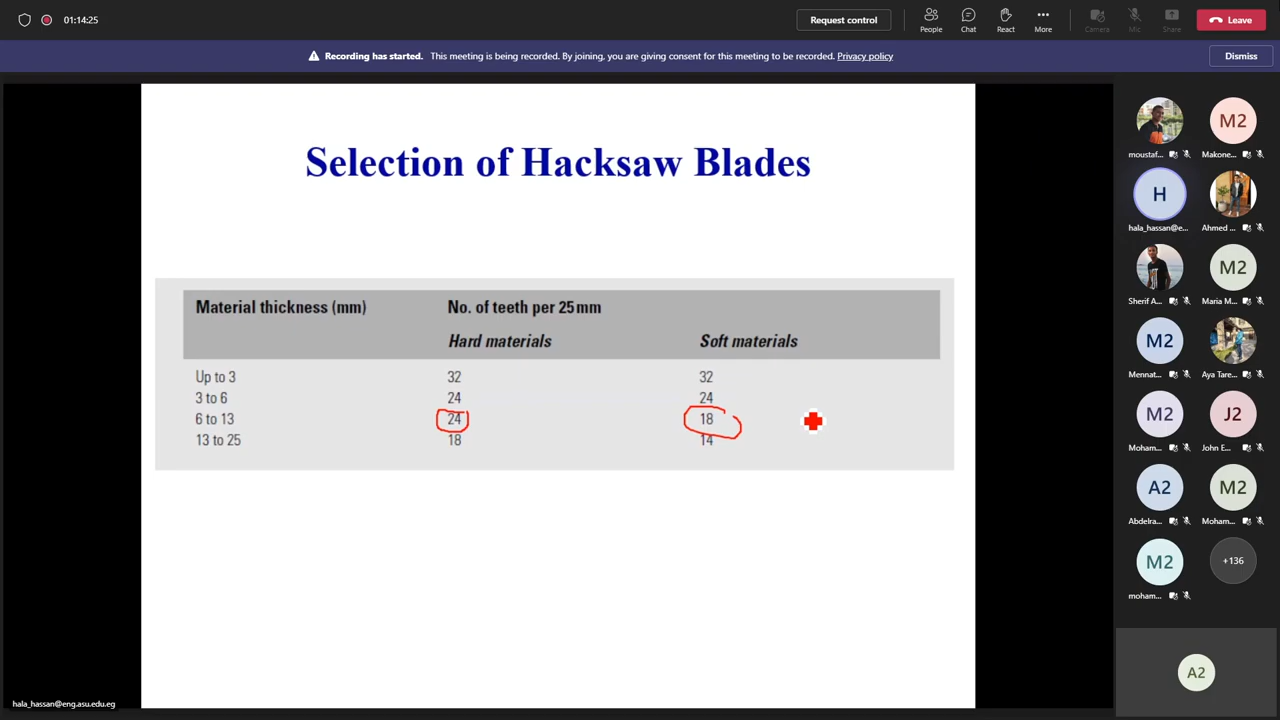 01:14:25
Request control
People
Chat
React
More
Camera
Mic
Share
Leave
Recording has started. This meeting is being recorded. By joining, you are giving consent for this meeting to be recorded. Privacy policy
Dismiss
Selection of Hacksaw Blades
Material thickness (mm) No. of teeth per 25 mm
Hard materials Soft materials
Up to 3 32 32
3 to 6 24 24
6 to 13 24 18
13 to 25 18 14
M2
moustaf... Makone...
H
hala_hassan@e... Ahmed ...
M2
Sherif A... Maria M...
M2
Mennat... Aya Tare...
M2 J2
Moham... John E...
A2 M2
Abdelra... Moham...
M2 +136
moham...
A2
hala_hassan@eng.asu.edu.eg